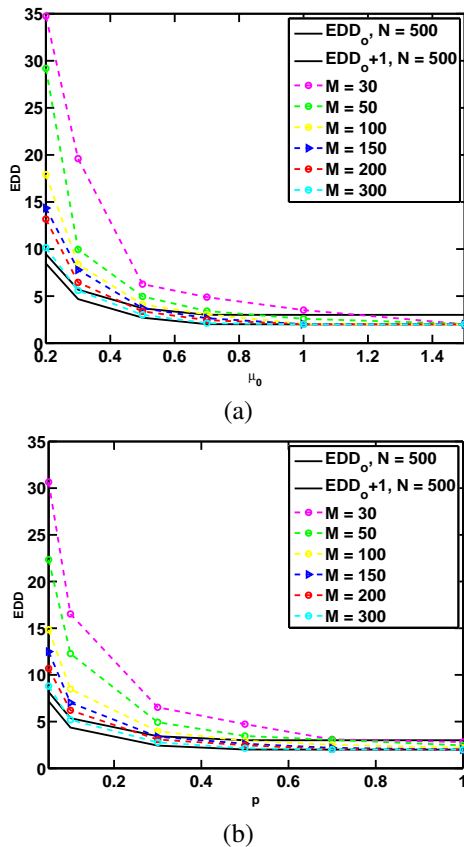 35
30
25
20
15
10
5
0
EDD
0.2
0.4
0.6
0.8
1
1.2
1.4
μ₀
EDDₒ, N = 500
EDDₒ+1, N = 500
M = 30
M = 50
M = 100
M = 150
M = 200
M = 300
(a)
35
30
25
20
15
10
5
0
EDD
0.2
0.4
0.6
0.8
1
p
EDDₒ, N = 500
EDDₒ+1, N = 500
M = 30
M = 50
M = 100
M = 150
M = 200
M = 300
(b)